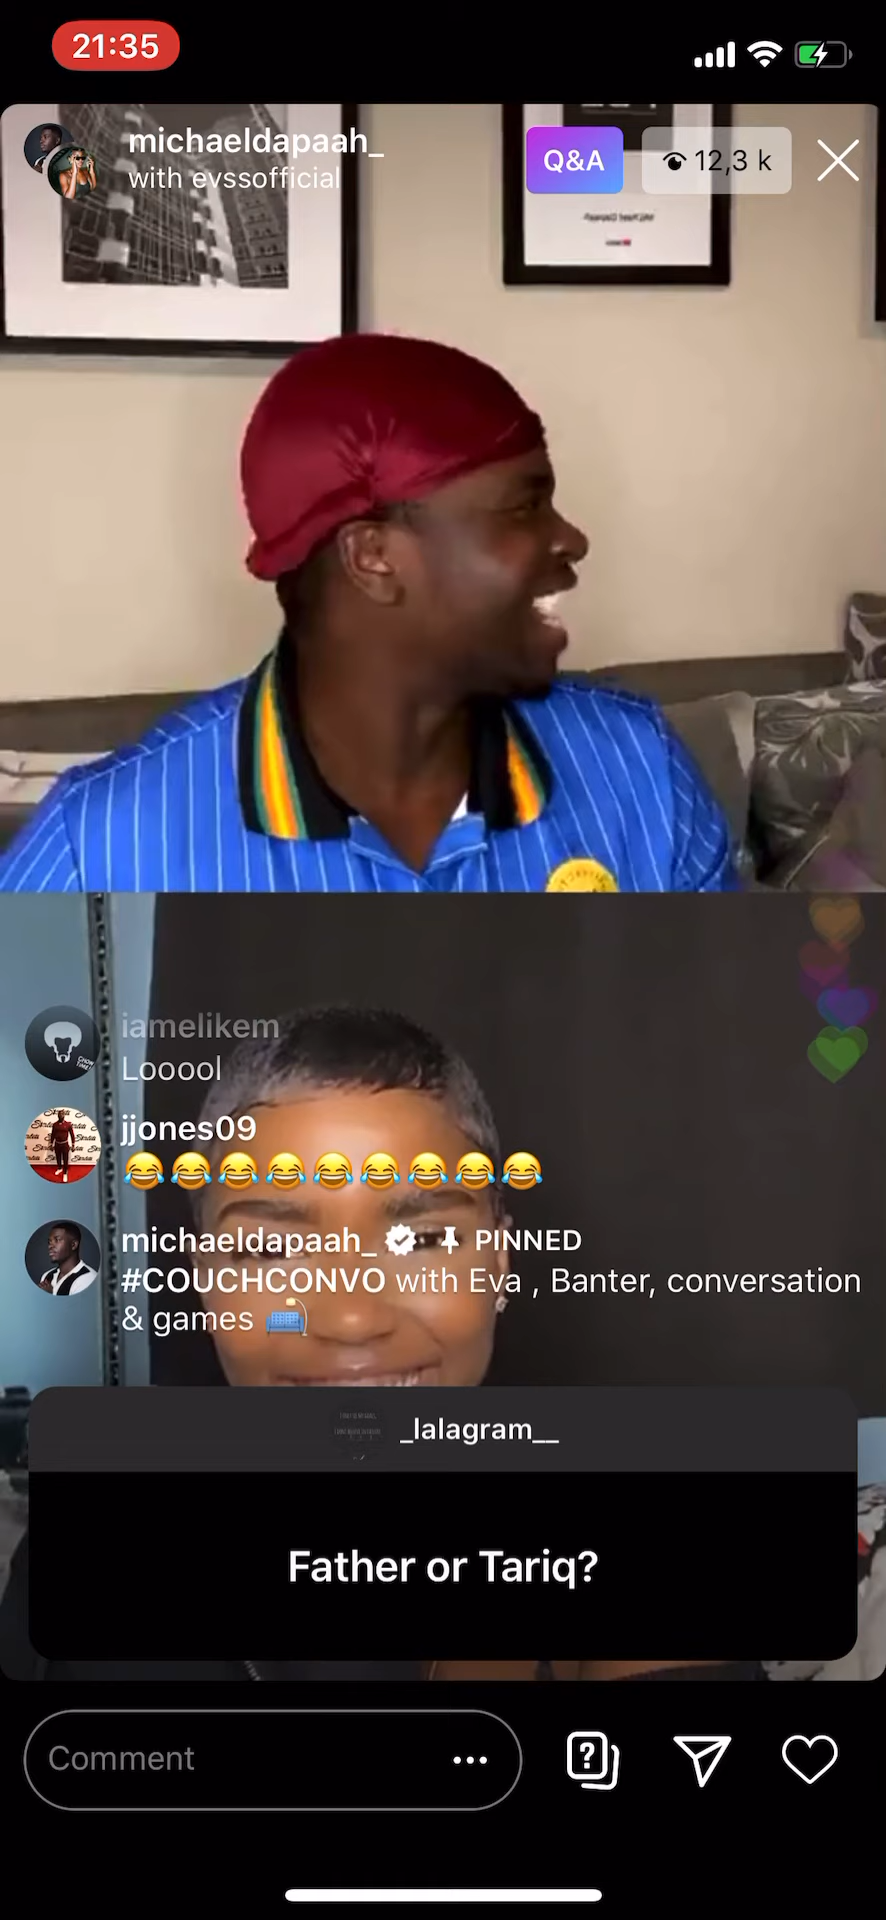 21:35
michaeldapaah_
with evssofficial
Q&A
12,3 k
iamelikem
Looool
jjones09
😂😂😂😂😂😂😂😂😂
michaeldapaah_ PINNED
#COUCHCONVO with Eva , Banter, conversation
& games 🛋️
_lalagram__
Father or Tariq?
Comment